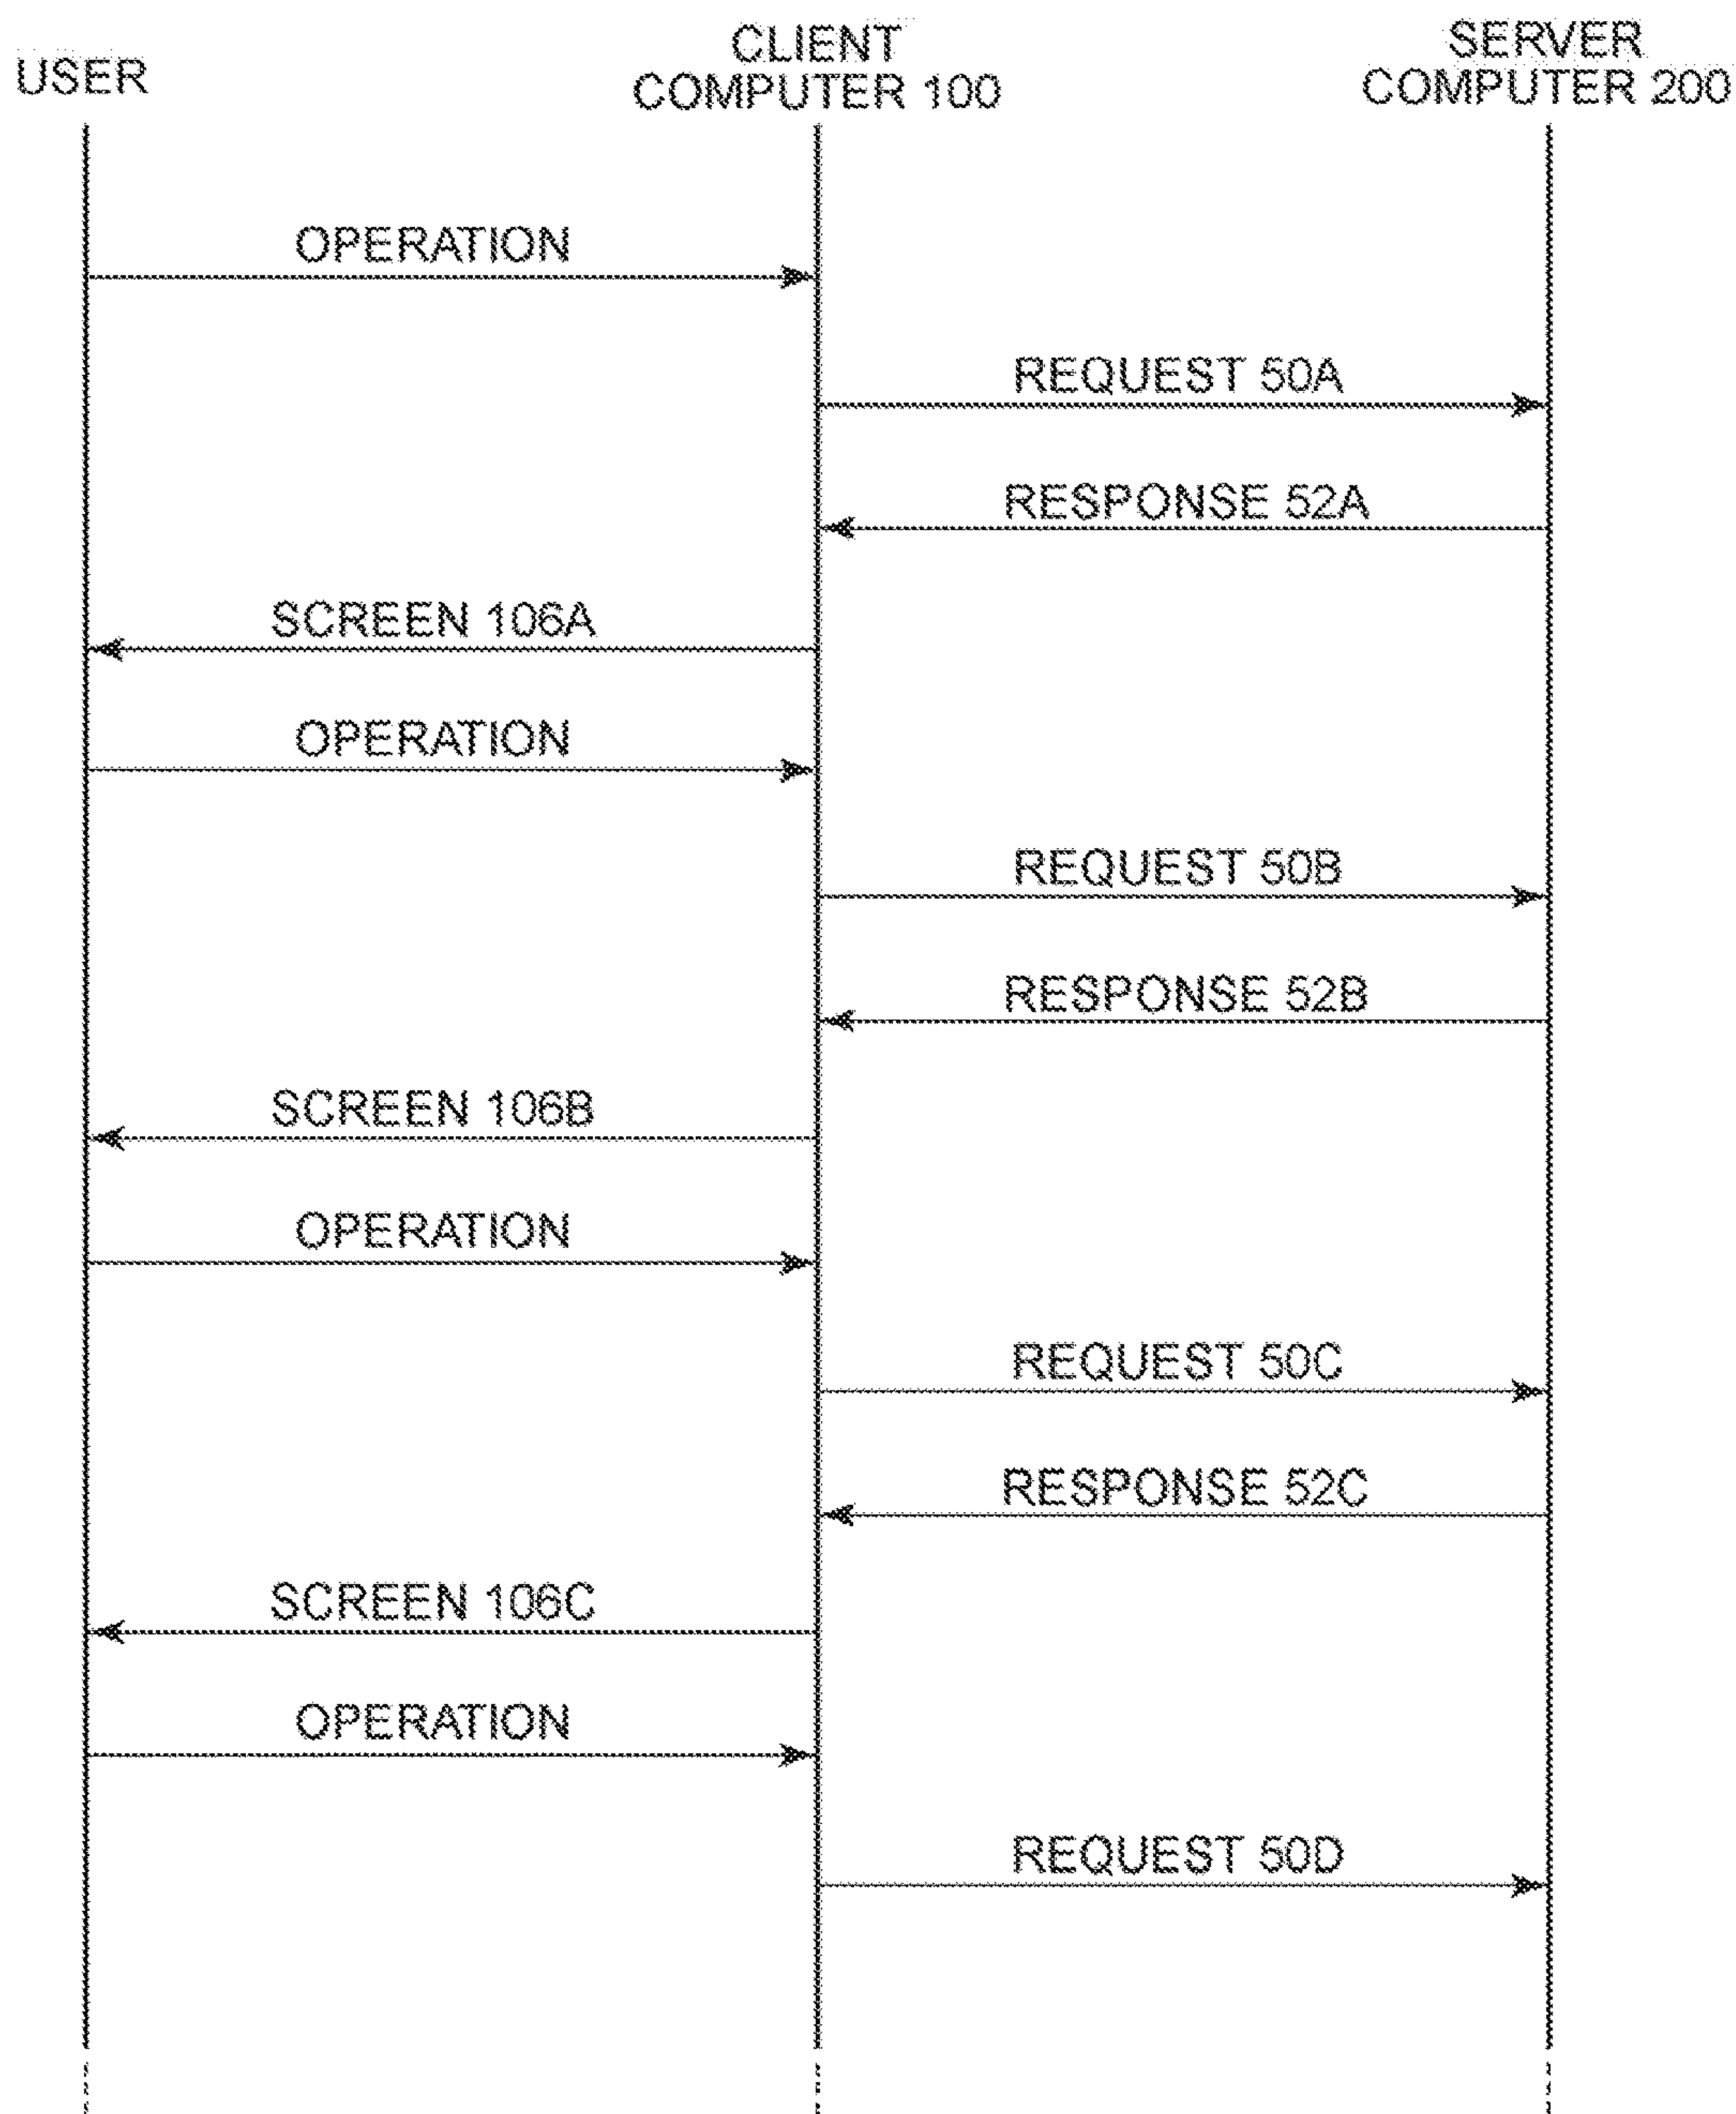 USER
CLIENT
COMPUTER 100
SERVER
COMPUTER 200
OPERATION
REQUEST 50A
RESPONSE 52A
SCREEN 106A
OPERATION
REQUEST 50B
RESPONSE 52B
SCREEN 106B
OPERATION
REQUEST 50C
RESPONSE 52C
SCREEN 106C
OPERATION
REQUEST 50D